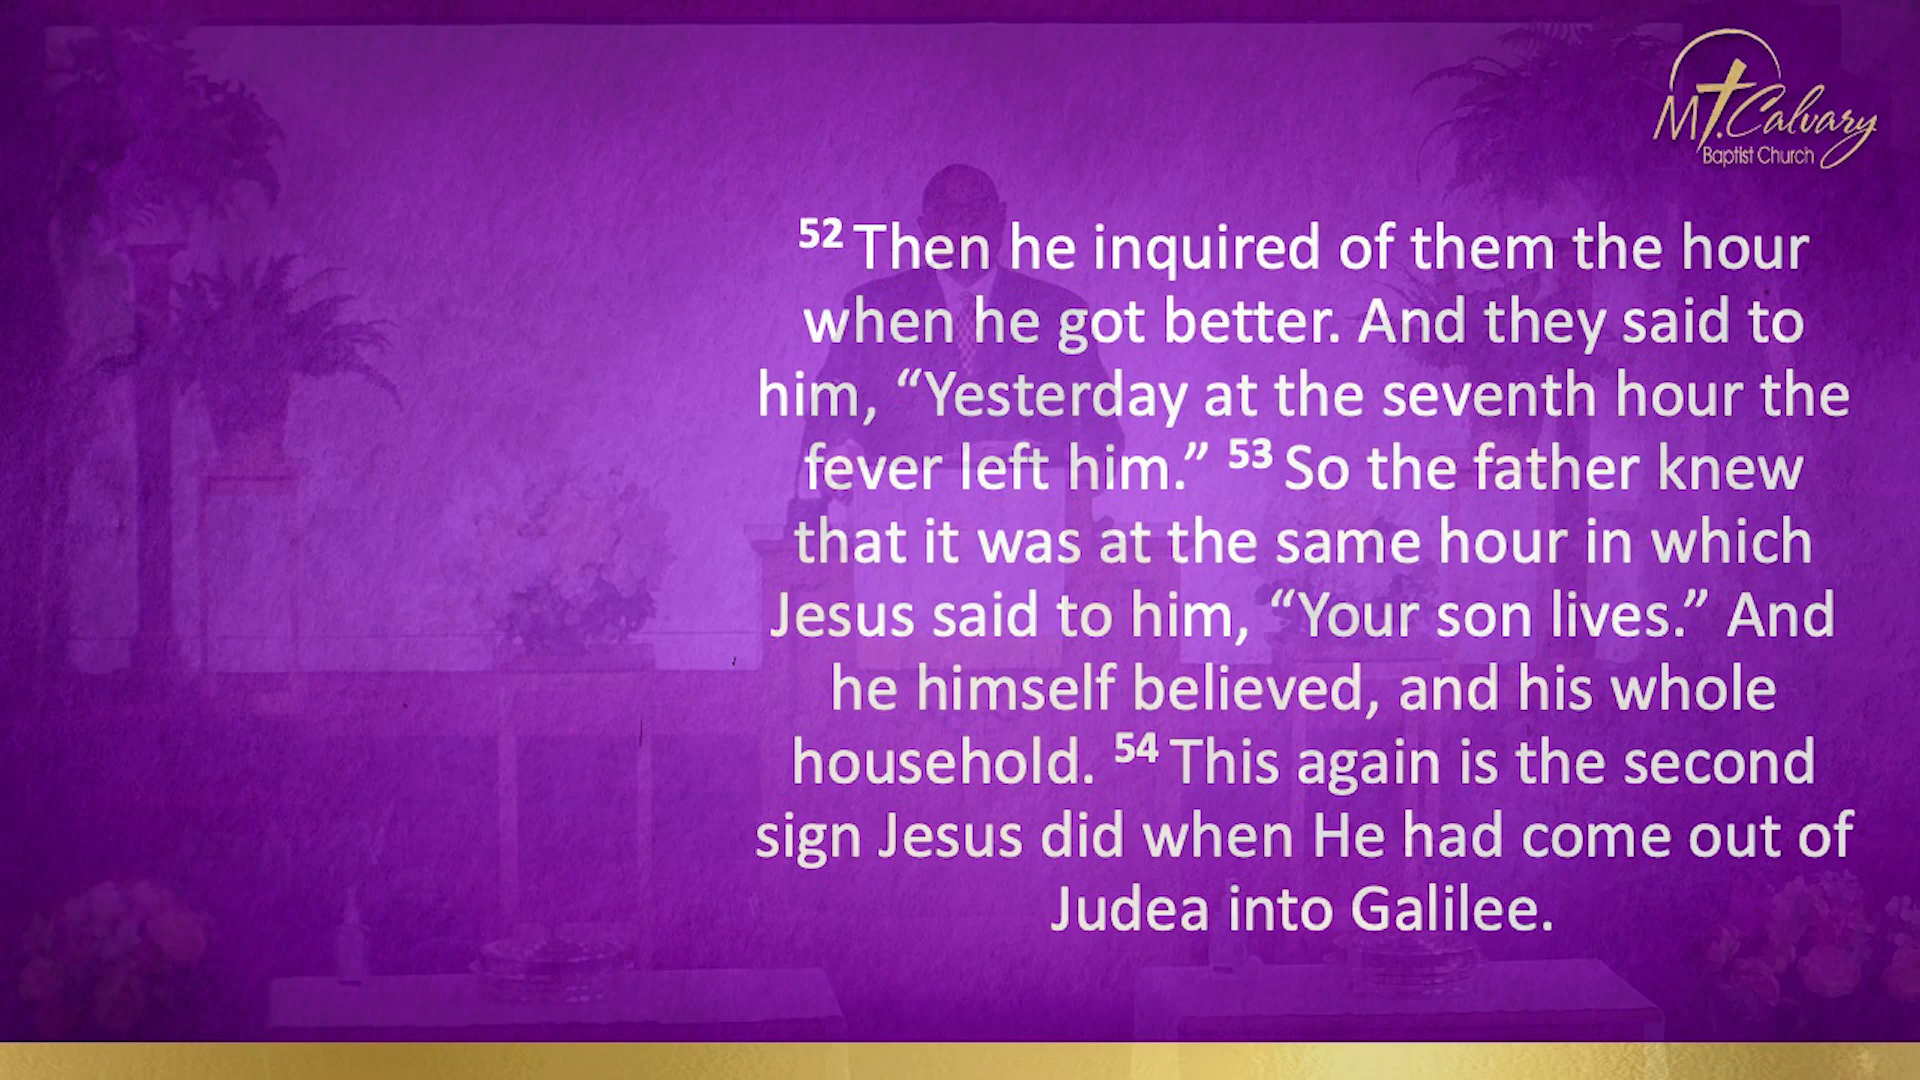 Mt. Calvary
Baptist Church
52 Then he inquired of them the hour
when he got better. And they said to
him, “Yesterday at the seventh hour the
fever left him.” 53 So the father knew
that it was at the same hour in which
Jesus said to him, “Your son lives.” And
he himself believed, and his whole
household. 54 This again is the second
sign Jesus did when He had come out of
Judea into Galilee.